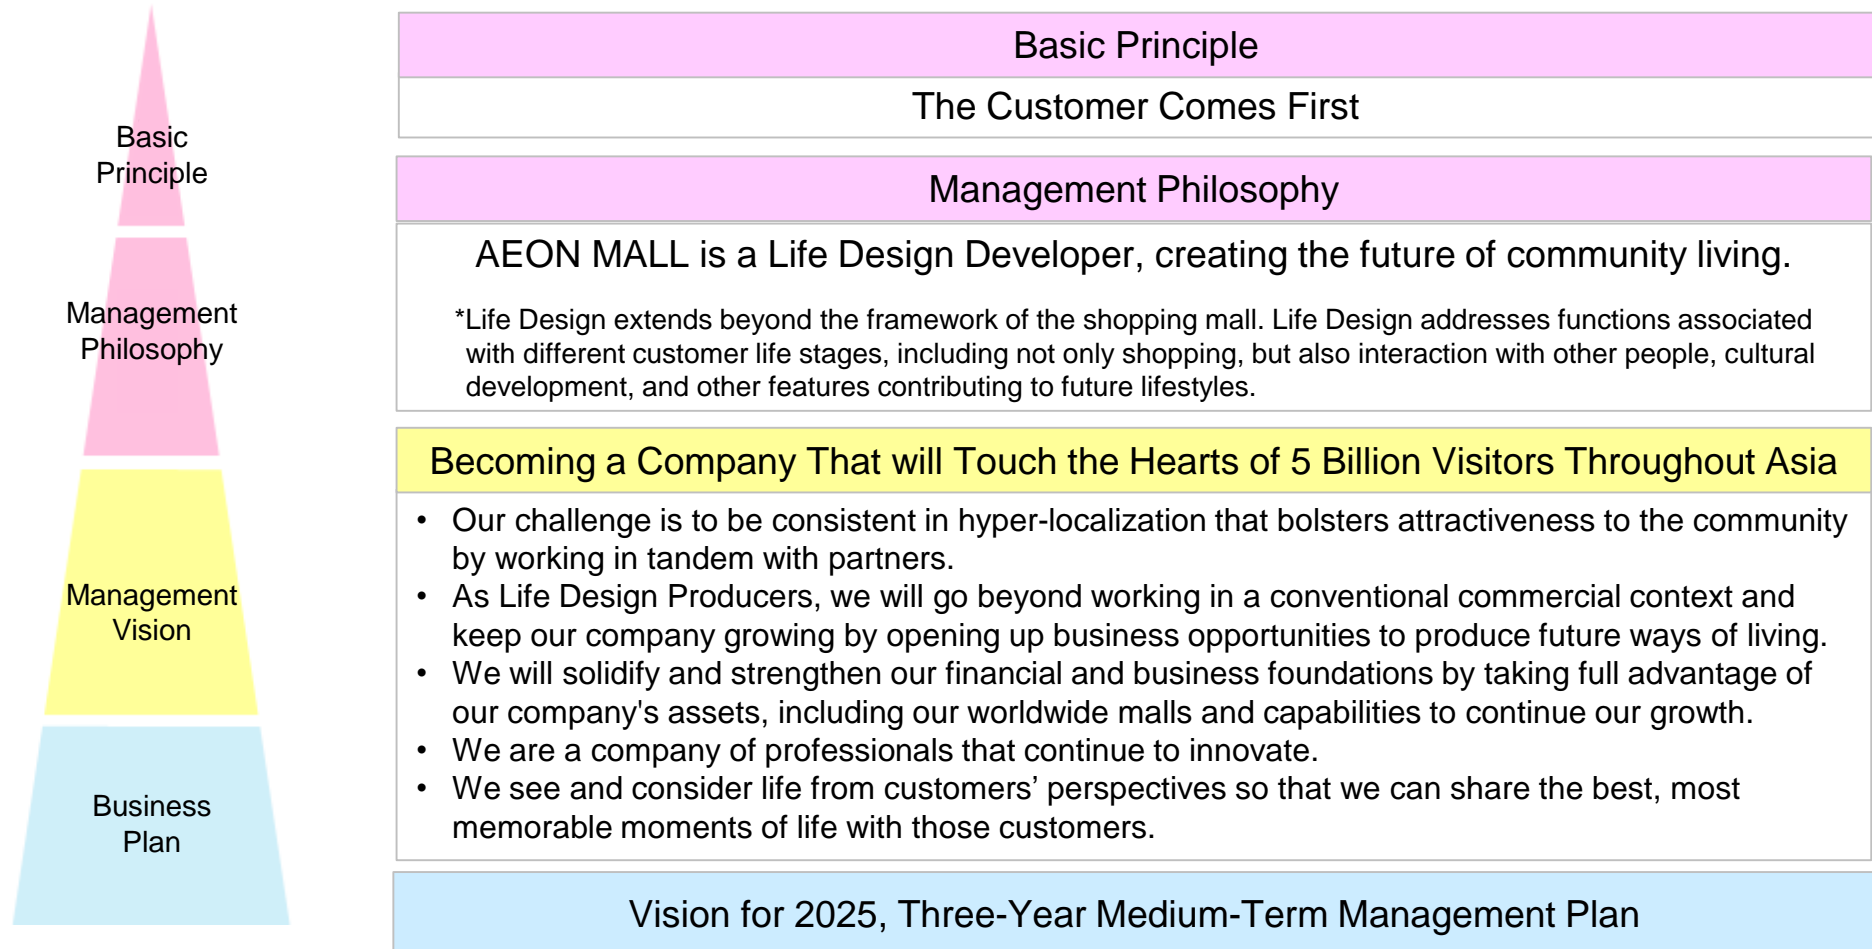 Basic
Principle
Management
Philosophy
Management
Vision
Business
Plan
Basic Principle
The Customer Comes First
Management Philosophy
AEON MALL is a Life Design Developer, creating the future of community living.
*Life Design extends beyond the framework of the shopping mall. Life Design addresses functions associated
with different customer life stages, including not only shopping, but also interaction with other people, cultural
development, and other features contributing to future lifestyles.
Becoming a Company That will Touch the Hearts of 5 Billion Visitors Throughout Asia
• Our challenge is to be consistent in hyper-localization that bolsters attractiveness to the community
by working in tandem with partners.
• As Life Design Producers, we will go beyond working in a conventional commercial context and
keep our company growing by opening up business opportunities to produce future ways of living.
• We will solidify and strengthen our financial and business foundations by taking full advantage of
our company's assets, including our worldwide malls and capabilities to continue our growth.
• We are a company of professionals that continue to innovate.
• We see and consider life from customers’ perspectives so that we can share the best, most
memorable moments of life with those customers.
Vision for 2025, Three-Year Medium-Term Management Plan